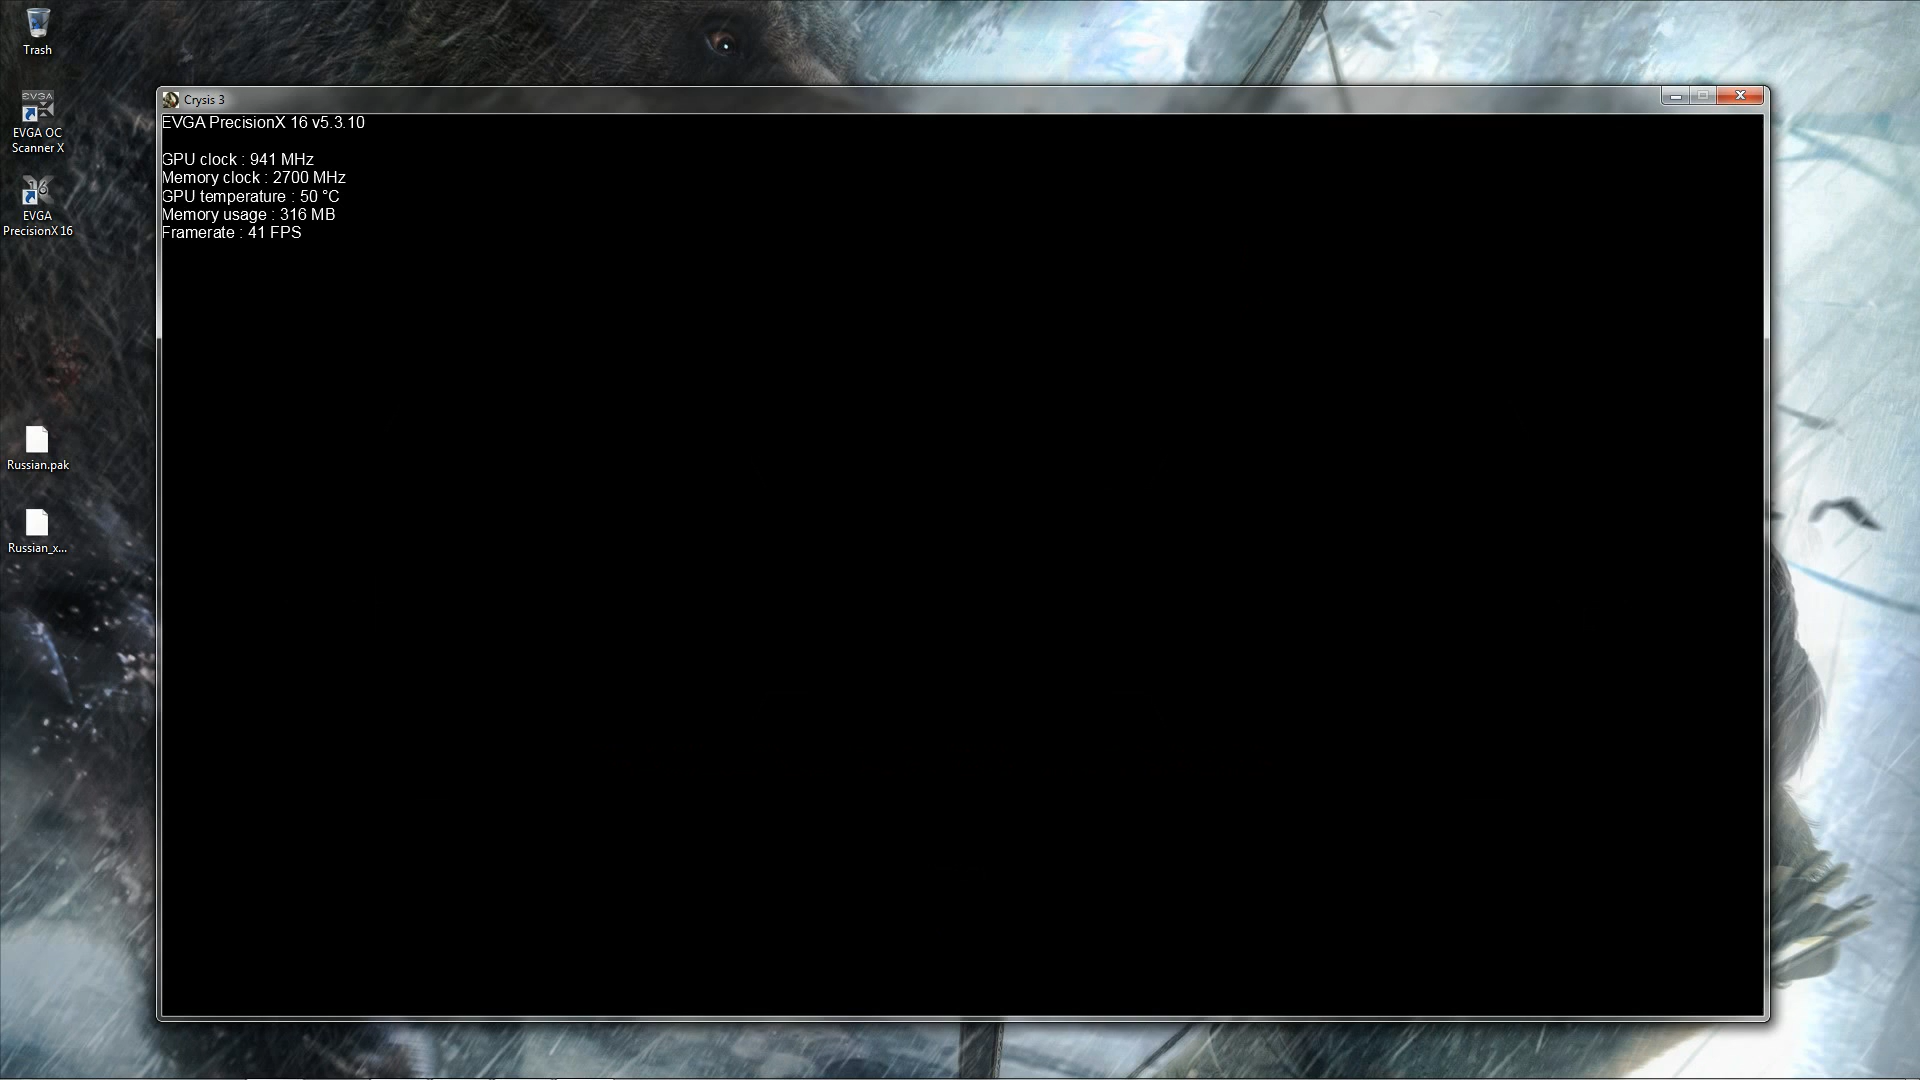 Trash
EVGA
EVGA OC
Scanner X
16
EVGA
PrecisionX 16
Russian.pak
Russian_x...
Crysis 3
EVGA PrecisionX 16 v5.3.10
GPU clock : 941 MHz
Memory clock : 2700 MHz
GPU temperature : 50 °C
Memory usage : 316 MB
Framerate : 41 FPS